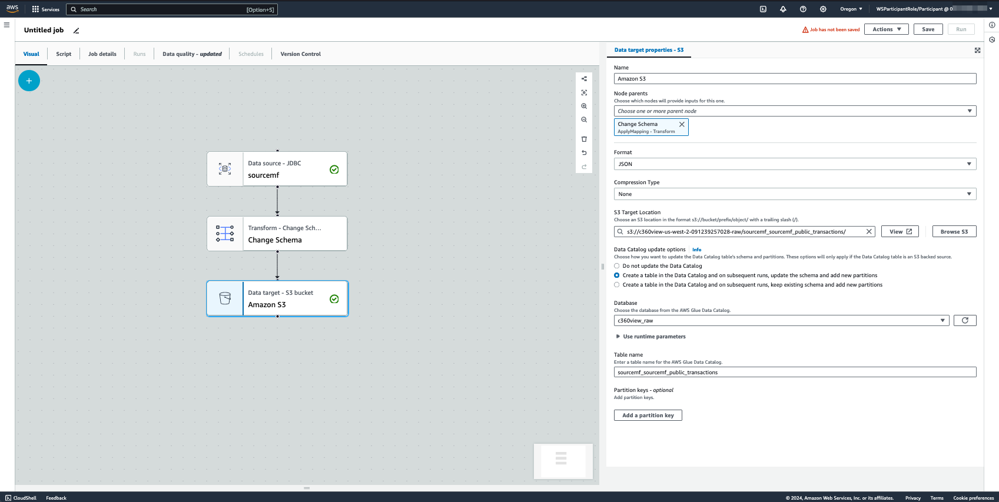 aws Services Search [Option+S] Oregon WSParticipantRole/Participant @ 0
Untitled job
Job has not been saved Actions Save Run
Visual Script Job details Runs Data quality - updated Schedules Version Control
Data source - JDBC
sourcemf
Transform - Change Sch...
Change Schema
Data target - S3 bucket
Amazon S3
Data target properties - S3
Name
Amazon S3
Node parents
Choose which nodes will provide inputs for this one.
Choose one or more parent node
Change Schema
ApplyMapping - Transform
Format
JSON
Compression Type
None
S3 Target Location
Choose an S3 location in the format s3://bucket/prefix/object/ with a trailing slash (/).
s3://c360view-us-west-2-091239257028-raw/sourcemf_sourcemf_public_transactions/ View Browse S3
Data Catalog update options Info
Choose how you want to update the Data Catalog table's schema and partitions. These options will only apply if the Data Catalog table is an S3 backed source.
Do not update the Data Catalog
Create a table in the Data Catalog and on subsequent runs, update the schema and add new partitions
Create a table in the Data Catalog and on subsequent runs, keep existing schema and add new partitions
Database
Choose the database from the AWS Glue Data Catalog.
c360view_raw
Use runtime parameters
Table name
Enter a table name for the AWS Glue Data Catalog.
sourcemf_sourcemf_public_transactions
Partition keys - optional
Add partition keys.
Add a partition key
CloudShell Feedback © 2024, Amazon Web Services, Inc. or its affiliates. Privacy Terms Cookie preferences